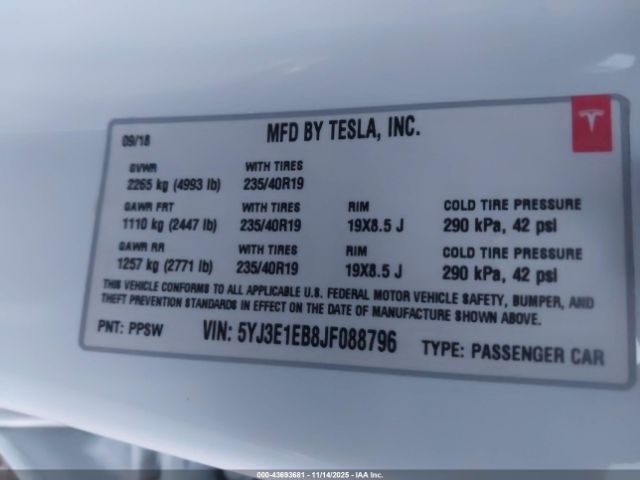 09/18 MFD BY TESLA, INC.
GVWR WITH TIRES
2265 kg (4993 lb) 235/40R19
GAWR FRT WITH TIRES RIM COLD TIRE PRESSURE
1110 kg (2447 lb) 235/40R19 19X8.5 J 290 kPa, 42 psi
GAWR RR WITH TIRES RIM COLD TIRE PRESSURE
1257 kg (2771 lb) 235/40R19 19X8.5 J 290 kPa, 42 psi
THIS VEHICLE CONFORMS TO ALL APPLICABLE U.S. FEDERAL MOTOR VEHICLE SAFETY, BUMPER, AND
THEFT PREVENTION STANDARDS IN EFFECT ON THE DATE OF MANUFACTURE SHOWN ABOVE.
PNT: PPSW VIN: 5YJ3E1EB8JF088796 TYPE: PASSENGER CAR
000-43693681 - 11/14/2025 - IAA Inc.